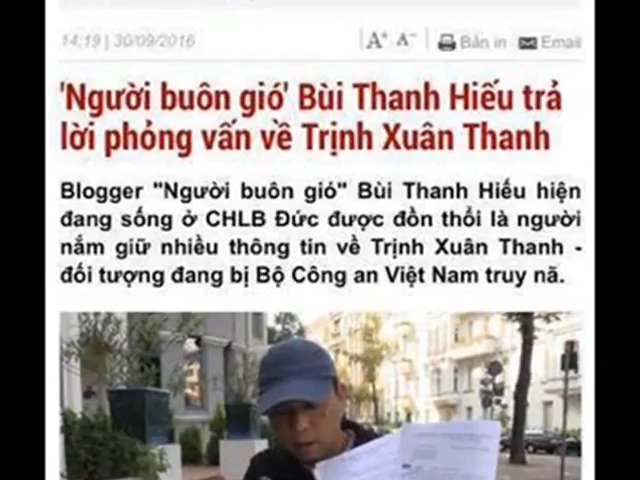 14:19 | 30/09/2016
A+ A- Bản in Email
'Người buôn gió' Bùi Thanh Hiếu trả
lời phỏng vấn về Trịnh Xuân Thanh
Blogger "Người buôn gió" Bùi Thanh Hiếu hiện
đang sống ở CHLB Đức được đồn thổi là người
nắm giữ nhiều thông tin về Trịnh Xuân Thanh -
đối tượng đang bị Bộ Công an Việt Nam truy nã.